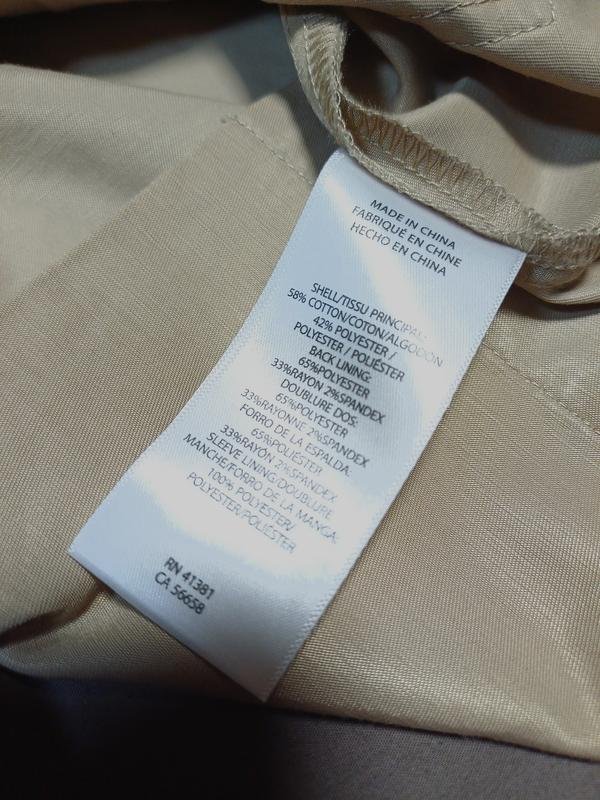 MADE IN CHINA
FABRIQUÉ EN CHINE
HECHO EN CHINA
SHELL/TISSU PRINCIPAL:
58% COTTON/COTON/ALGODÓN
42% POLYESTER /
POLYESTER / POLIÉSTER
BACK LINING:
65%POLYESTER
33%RAYON 2%SPANDEX
DOUBLURE DOS:
65%POLYESTER
33%RAYONNE 2%SPANDEX
FORRO DE LA ESPALDA:
65%POLIÉSTER
33%RAYÓN 2%SPANDEX
SLEEVE LINING/DOUBLURE
MANCHE/FORRO DE LA MANGA:
100% POLYESTER/
POLYESTER/POLIÉSTER
RN 41381
CA 56658